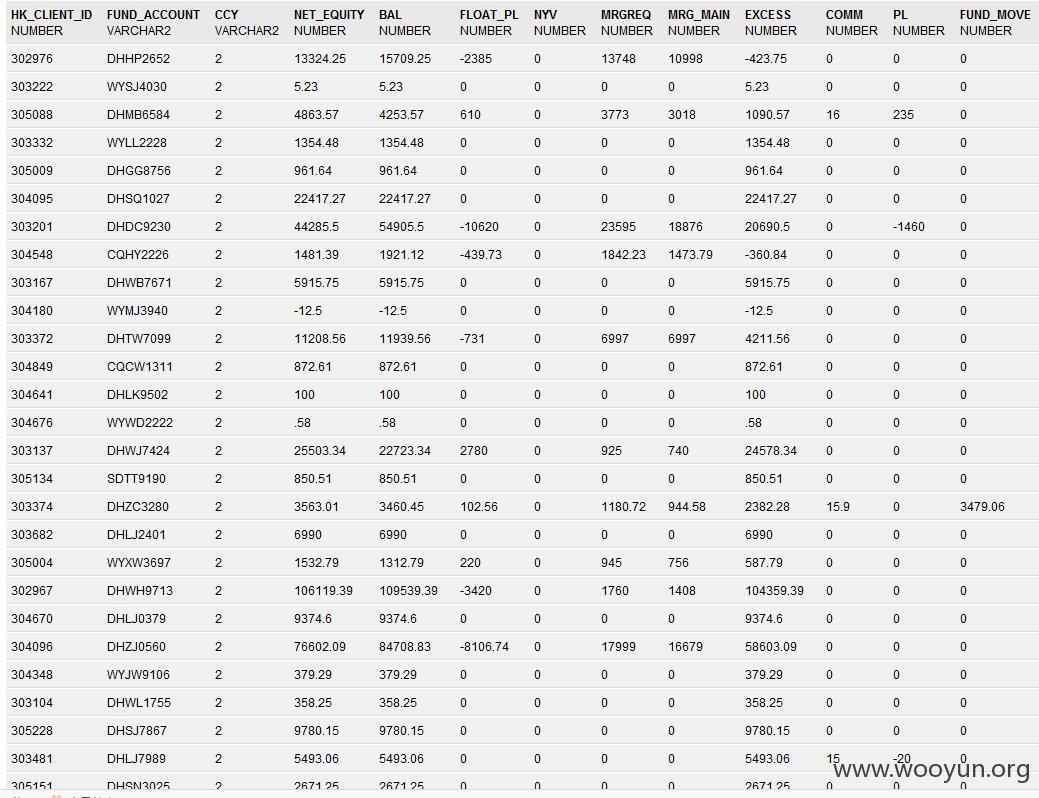 HK_CLIENT_ID FUND_ACCOUNT CCY NET_EQUITY BAL FLOAT_PL NYV MRGREQ MRG_MAIN EXCESS COMM PL FUND_MOVE
NUMBER VARCHAR2 VARCHAR2 NUMBER NUMBER NUMBER NUMBER NUMBER NUMBER NUMBER NUMBER NUMBER NUMBER
302976 DHHP2652 2 13324.25 15709.25 -2385 0 13748 10998 -423.75 0 0 0
303222 WYSJ4030 2 5.23 5.23 0 0 0 0 5.23 0 0 0
305088 DHMB6584 2 4863.57 4253.57 610 0 3773 3018 1090.57 16 235 0
303332 WYLL2228 2 1354.48 1354.48 0 0 0 0 1354.48 0 0 0
305009 DHGG8756 2 961.64 961.64 0 0 0 0 961.64 0 0 0
304095 DHSQ1027 2 22417.27 22417.27 0 0 0 0 22417.27 0 0 0
303201 DHDC9230 2 44285.5 54905.5 -10620 0 23595 18876 20690.5 0 -1460 0
304548 CQHY2226 2 1481.39 1921.12 -439.73 0 1842.23 1473.79 -360.84 0 0 0
303167 DHWB7671 2 5915.75 5915.75 0 0 0 0 5915.75 0 0 0
304180 WYMJ3940 2 -12.5 -12.5 0 0 0 0 -12.5 0 0 0
303372 DHTW7099 2 11208.56 11939.56 -731 0 6997 6997 4211.56 0 0 0
304849 CQCW1311 2 872.61 872.61 0 0 0 0 872.61 0 0 0
304641 DHLK9502 2 100 100 0 0 0 0 100 0 0 0
304676 WYWD2222 2 .58 .58 0 0 0 0 .58 0 0 0
303137 DHWJ7424 2 25503.34 22723.34 2780 0 925 740 24578.34 0 0 0
305134 SDTT9190 2 850.51 850.51 0 0 0 0 850.51 0 0 0
303374 DHZC3280 2 3563.01 3460.45 102.56 0 1180.72 944.58 2382.28 15.9 0 3479.06
303682 DHLJ2401 2 6990 6990 0 0 0 0 6990 0 0 0
305004 WYXW3697 2 1532.79 1312.79 220 0 945 756 587.79 0 0 0
302967 DHWH9713 2 106119.39 109539.39 -3420 0 1760 1408 104359.39 0 0 0
304670 DHLJ0379 2 9374.6 9374.6 0 0 0 0 9374.6 0 0 0
304096 DHZJ0560 2 76602.09 84708.83 -8106.74 0 17999 16679 58603.09 0 0 0
304348 WYJW9106 2 379.29 379.29 0 0 0 0 379.29 0 0 0
303104 DHWL1755 2 358.25 358.25 0 0 0 0 358.25 0 0 0
305228 DHSJ7867 2 9780.15 9780.15 0 0 0 0 9780.15 0 0 0
303481 DHLJ7989 2 5493.06 5493.06 0 0 0 0 5493.06 15 -20 0
www.wooyun.org
305151 DHSN3025 2 2671.25 2671.25 0 0 0 0 2671.25 0 0 0